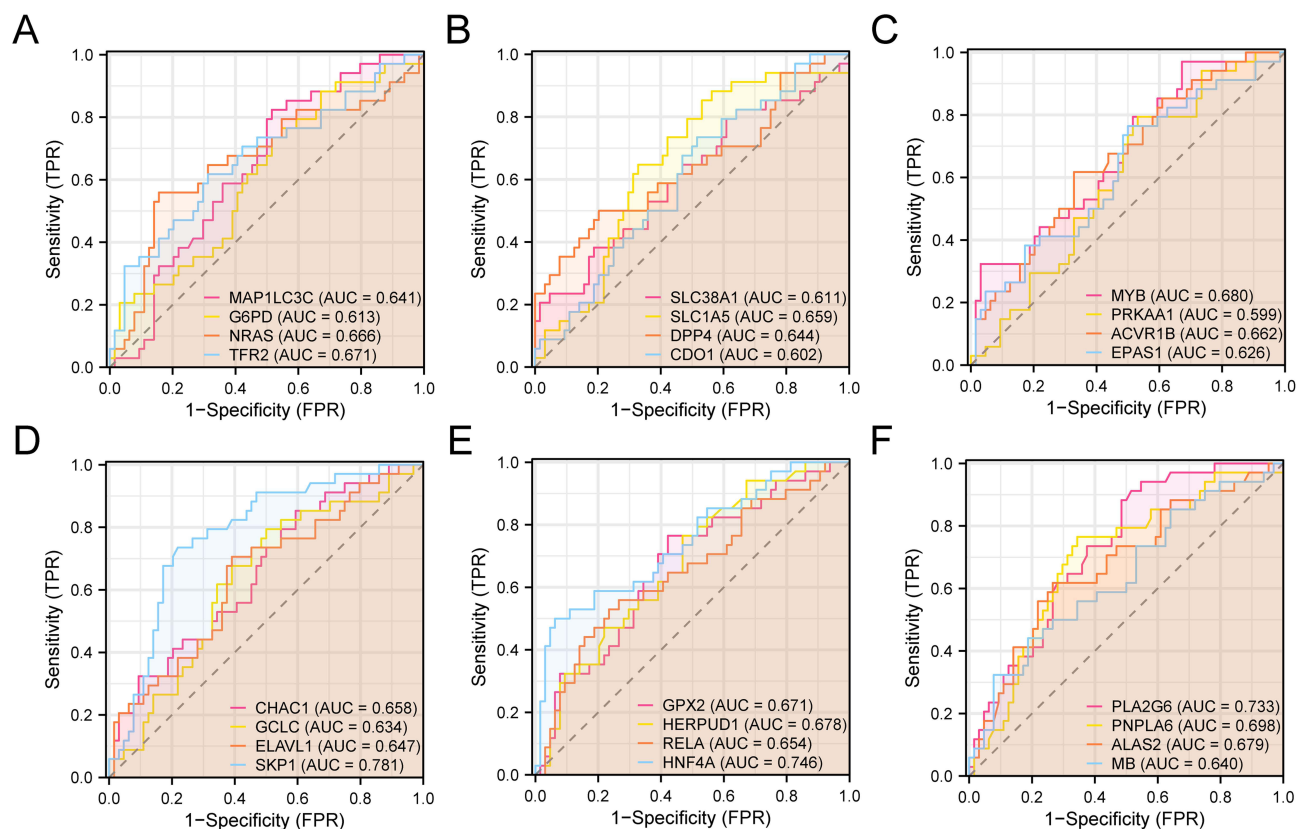 A
Sensitivity (TPR)
1.0
0.8
0.6
0.4
0.2
0.0
MAP1LC3C (AUC = 0.641)
G6PD (AUC = 0.613)
NRAS (AUC = 0.666)
TFR2 (AUC = 0.671)
0.0 0.2 0.4 0.6 0.8 1.0
1−Specificity (FPR)
B
Sensitivity (TPR)
1.0
0.8
0.6
0.4
0.2
0.0
SLC38A1 (AUC = 0.611)
SLC1A5 (AUC = 0.659)
DPP4 (AUC = 0.644)
CDO1 (AUC = 0.602)
0.0 0.2 0.4 0.6 0.8 1.0
1−Specificity (FPR)
C
Sensitivity (TPR)
1.0
0.8
0.6
0.4
0.2
0.0
MYB (AUC = 0.680)
PRKAA1 (AUC = 0.599)
ACVR1B (AUC = 0.662)
EPAS1 (AUC = 0.626)
0.0 0.2 0.4 0.6 0.8 1.0
1−Specificity (FPR)
D
Sensitivity (TPR)
1.0
0.8
0.6
0.4
0.2
0.0
CHAC1 (AUC = 0.658)
GCLC (AUC = 0.634)
ELAVL1 (AUC = 0.647)
SKP1 (AUC = 0.781)
0.0 0.2 0.4 0.6 0.8 1.0
1−Specificity (FPR)
E
Sensitivity (TPR)
1.0
0.8
0.6
0.4
0.2
0.0
GPX2 (AUC = 0.671)
HERPUD1 (AUC = 0.678)
RELA (AUC = 0.654)
HNF4A (AUC = 0.746)
0.0 0.2 0.4 0.6 0.8 1.0
1−Specificity (FPR)
F
Sensitivity (TPR)
1.0
0.8
0.6
0.4
0.2
0.0
PLA2G6 (AUC = 0.733)
PNPLA6 (AUC = 0.698)
ALAS2 (AUC = 0.679)
MB (AUC = 0.640)
0.0 0.2 0.4 0.6 0.8 1.0
1−Specificity (FPR)